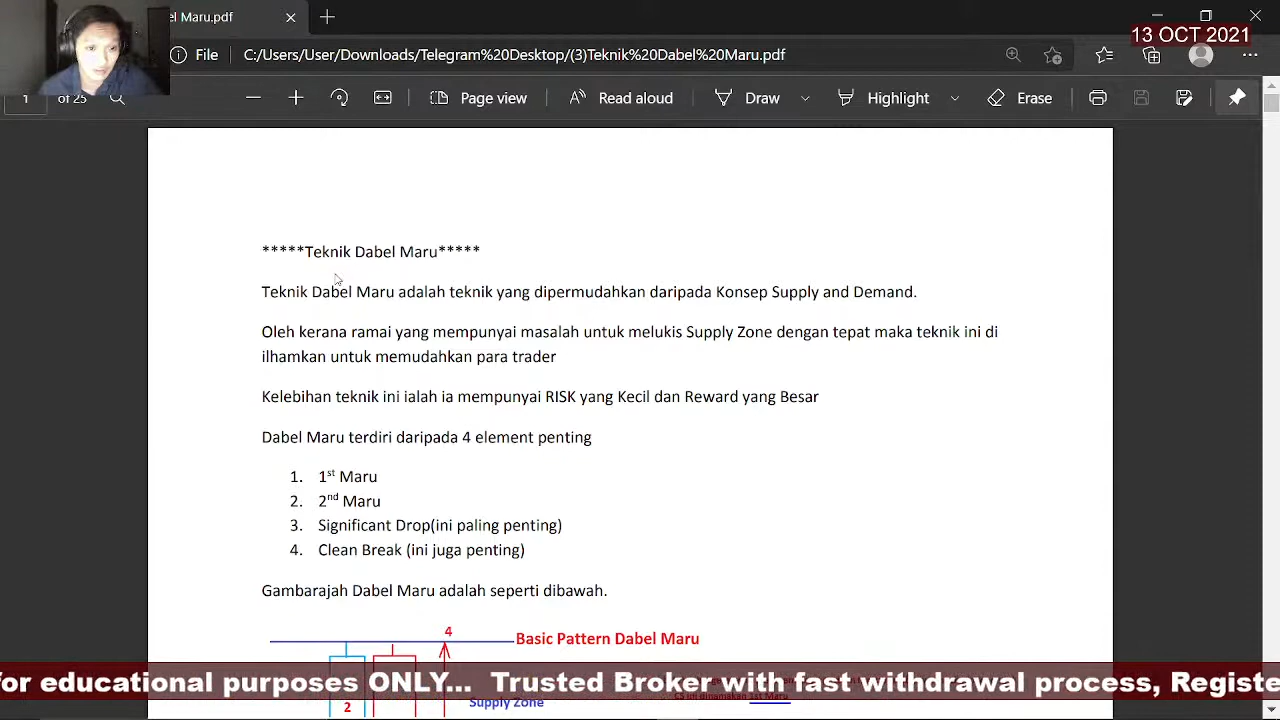 el Maru.pdf
13 OCT 2021
File
C:/Users/User/Downloads/Telegram%20Desktop/(3)Teknik%20Dabel%20Maru.pdf
1 of 25
Page view
Read aloud
Draw
Highlight
Erase
*****Teknik Dabel Maru*****
Teknik Dabel Maru adalah teknik yang dipermudahkan daripada Konsep Supply and Demand.
Oleh kerana ramai yang mempunyai masalah untuk melukis Supply Zone dengan tepat maka teknik ini di
ilhamkan untuk memudahkan para trader
Kelebihan teknik ini ialah ia mempunyai RISK yang Kecil dan Reward yang Besar
Dabel Maru terdiri daripada 4 element penting
1. 1st Maru
2. 2nd Maru
3. Significant Drop(ini paling penting)
4. Clean Break (ini juga penting)
Gambarajah Dabel Maru adalah seperti dibawah.
4
Basic Pattern Dabel Maru
for educational purposes ONLY... Trusted Broker with fast withdrawal process, Registe
CS ini dinamakan 1st Maru
Supply Zone
2